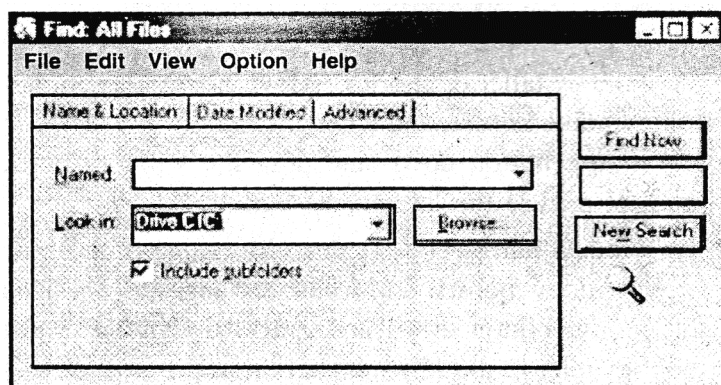 Find: All Files
File Edit View Option Help
Name & Location Date Modified Advanced
Find Now
Named:
Look in: Drive C (C: Browse...
New Search
Include subfolders